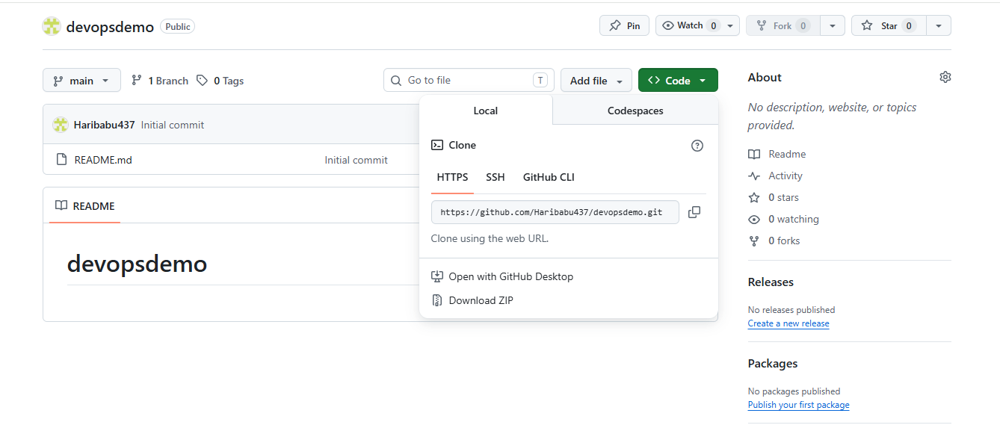 devopsdemo Public Pin Watch 0 Fork 0 Star 0
main 1 Branch 0 Tags Go to file T Add file Code
Haribabu437 Initial commit
README.md Initial commit
README
devopsdemo
Local Codespaces
Clone
HTTPS SSH GitHub CLI
https://github.com/Haribabu437/devopsdemo.git
Clone using the web URL.
Open with GitHub Desktop
Download ZIP
About
No description, website, or topics
provided.
Readme
Activity
0 stars
0 watching
0 forks
Releases
No releases published
Create a new release
Packages
No packages published
Publish your first package